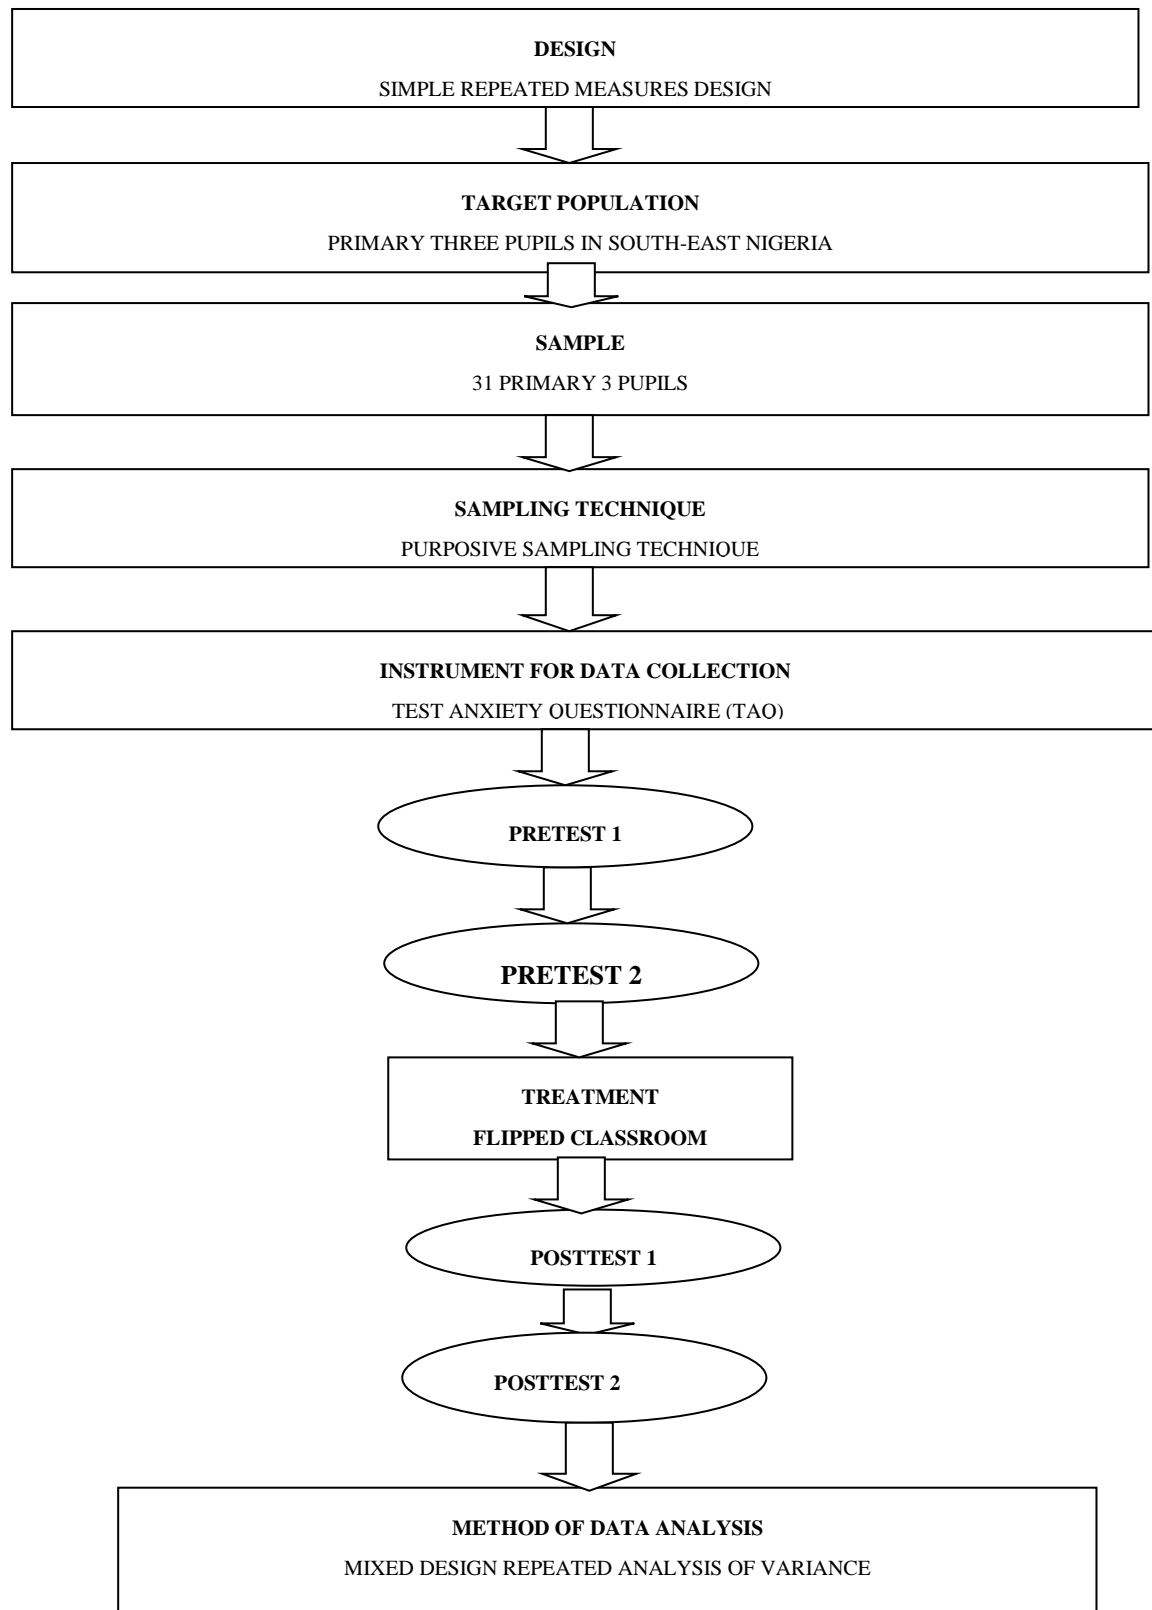 DESIGN
SIMPLE REPEATED MEASURES DESIGN
TARGET POPULATION
PRIMARY THREE PUPILS IN SOUTH-EAST NIGERIA
SAMPLE
31 PRIMARY 3 PUPILS
SAMPLING TECHNIQUE
PURPOSIVE SAMPLING TECHNIQUE
INSTRUMENT FOR DATA COLLECTION
TEST ANXIETY QUESTIONNAIRE (TAQ)
PRETEST 1
PRETEST 2
TREATMENT
FLIPPED CLASSROOM
POSTTEST 1
POSTTEST 2
METHOD OF DATA ANALYSIS
MIXED DESIGN REPEATED ANALYSIS OF VARIANCE